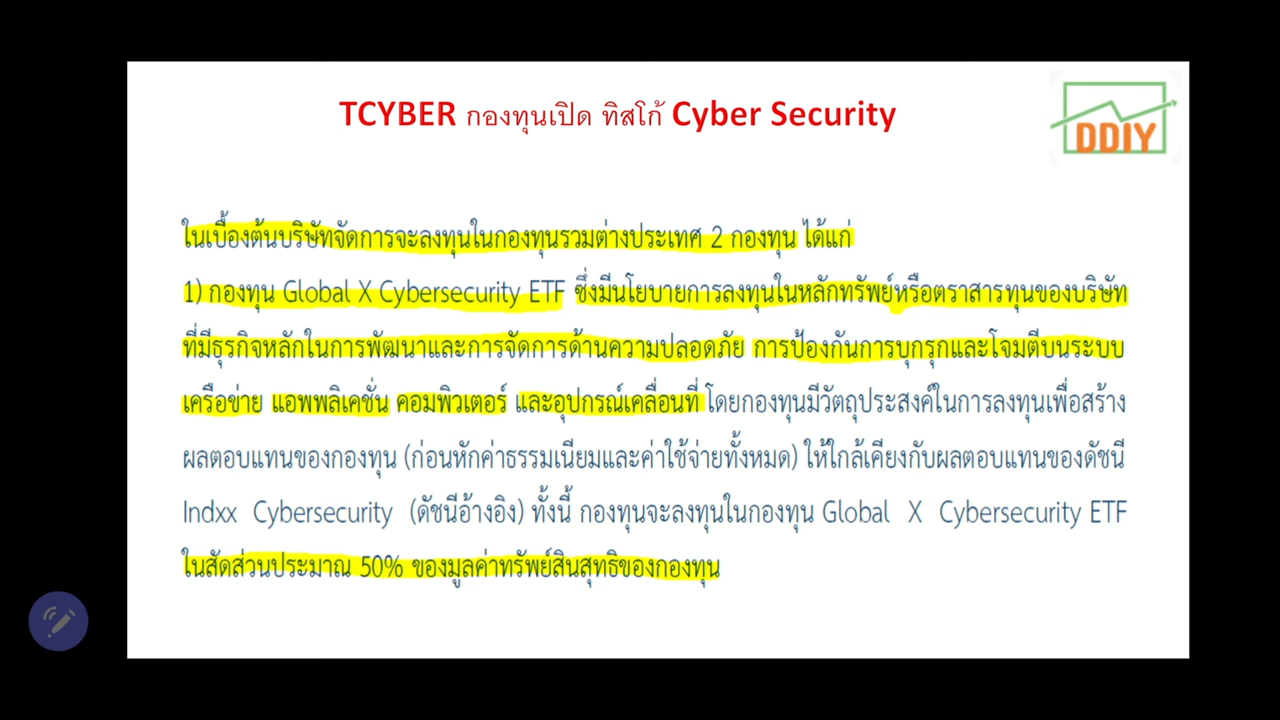 TCYBER กองทุนเปิด ทิสโก้ Cyber Security
DDIY
ในเบื้องต้นบริษัทจัดการจะลงทุนในกองทุนรวมต่างประเทศ 2 กองทุน ได้แก่
1) กองทุน Global X Cybersecurity ETF ซึ่งมีนโยบายการลงทุนในหลักทรัพย์หรือตราสารทุนของบริษัท
ที่มีธุรกิจหลักในการพัฒนาและการจัดการด้านความปลอดภัย การป้องกันการบุกรุกและโจมตีบนระบบ
เครือข่าย แอพพลิเคชั่น คอมพิวเตอร์ และอุปกรณ์เคลื่อนที่ โดยกองทุนมีวัตถุประสงค์ในการลงทุนเพื่อสร้าง
ผลตอบแทนของกองทุน (ก่อนหักค่าธรรมเนียมและค่าใช้จ่ายทั้งหมด) ให้ใกล้เคียงกับผลตอบแทนของดัชนี
Indxx Cybersecurity (ดัชนีอ้างอิง) ทั้งนี้ กองทุนจะลงทุนในกองทุน Global X Cybersecurity ETF
ในสัดส่วนประมาณ 50% ของมูลค่าทรัพย์สินสุทธิของกองทุน